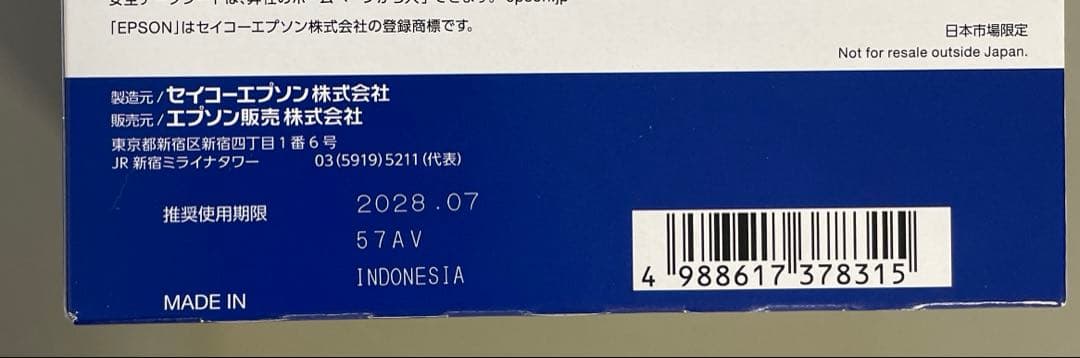 「EPSON」はセイコーエプソン株式会社の登録商標です。
日本市場限定
Not for resale outside Japan.
製造元/セイコーエプソン株式会社
販売元/エプソン販売株式会社
東京都新宿区新宿四丁目1番6号
JR新宿ミライナタワー 03(5919)5211(代表)
推奨使用期限 2028.07
57AV
INDONESIA
MADE IN
4 988617 378315